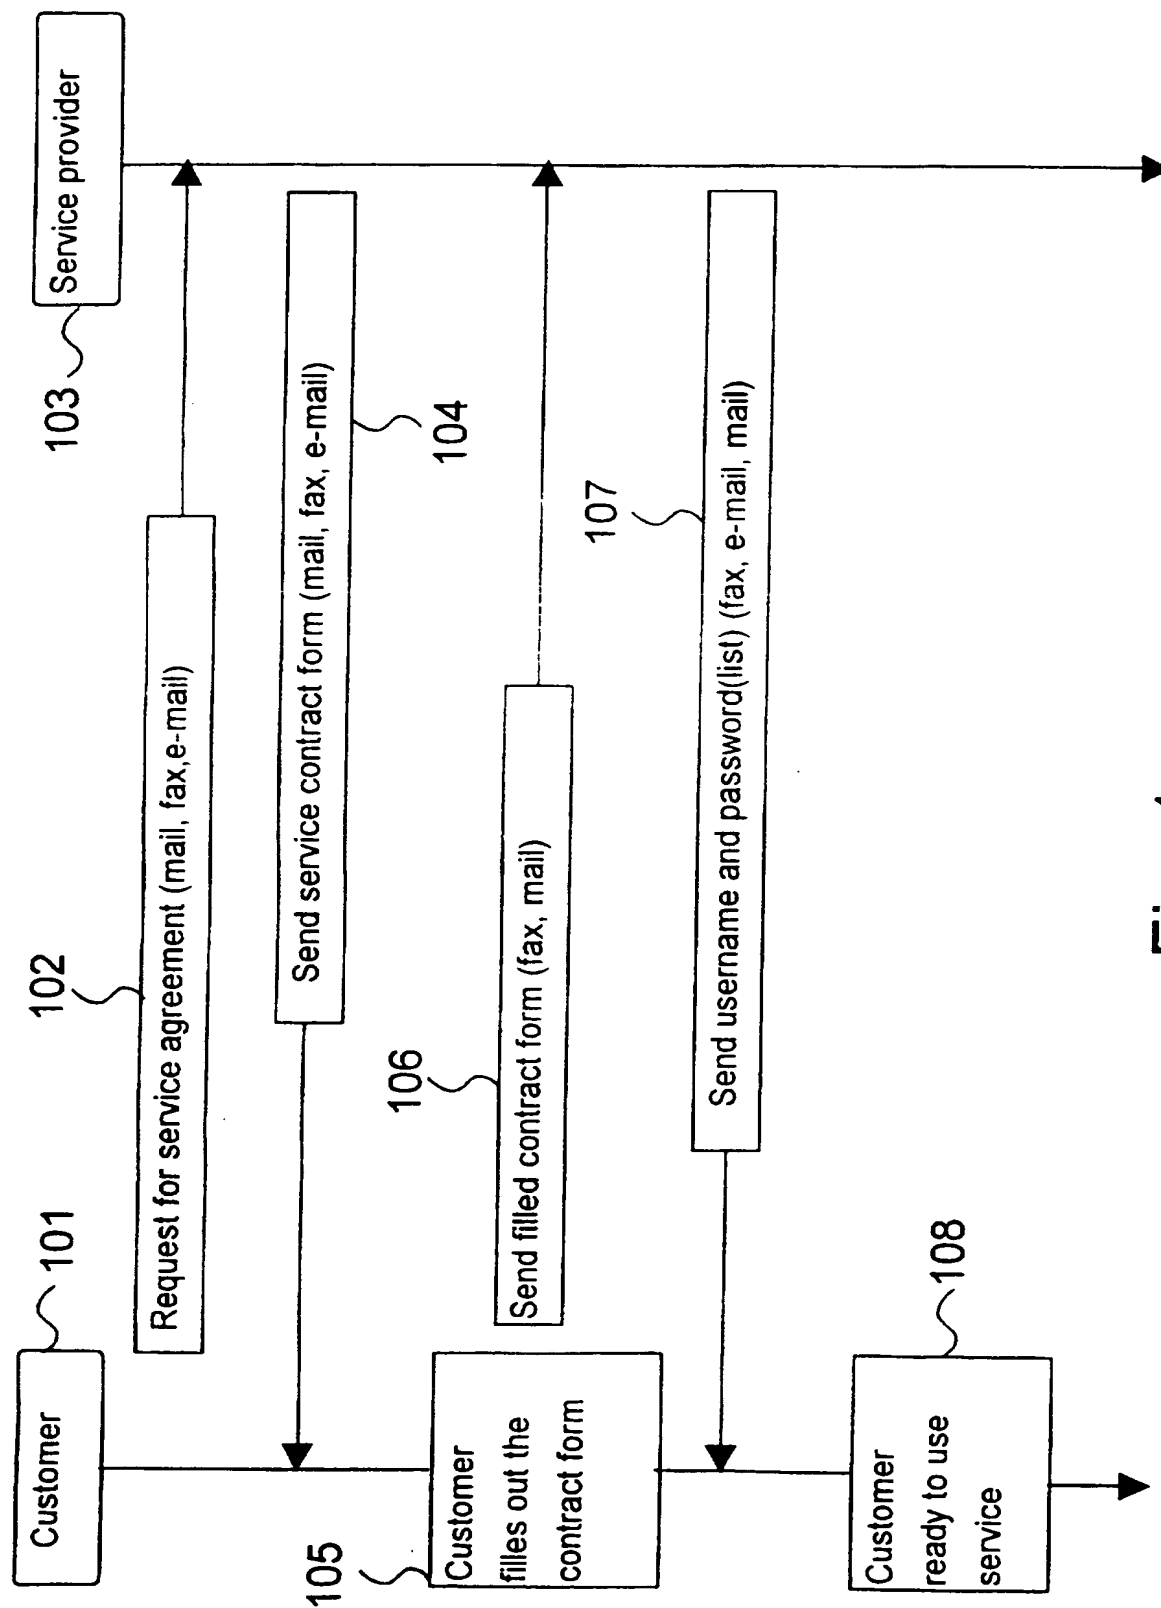 Customer
101
Service provider
103
102
Request for service agreement (mail, fax,e-mail)
Send service contract form (mail, fax, e-mail)
104
105
Customer
filles out the
contract form
106
Send filled contract form (fax, mail)
107
Send username and password(list) (fax, e-mail, mail)
Customer
ready to use
service
108